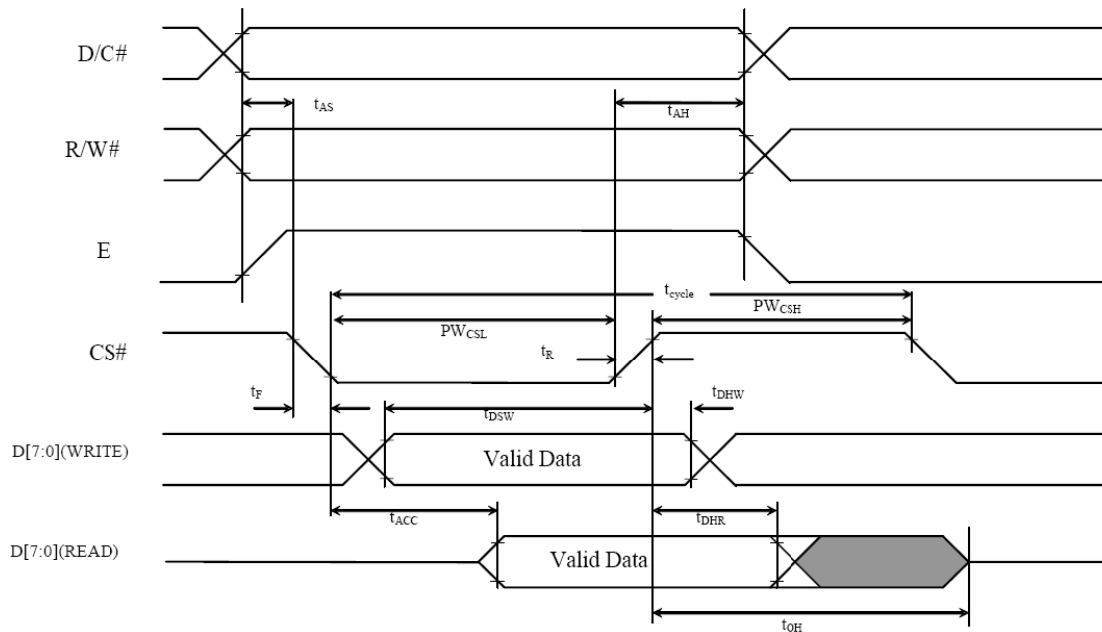 D/C#
t_AS
t_AH
R/W#
E
t_cycle
PW_CSL
PW_CSH
CS#
t_R
t_F
t_DSW
t_DHW
D[7:0](WRITE)
Valid Data
t_ACC
t_DHR
D[7:0](READ)
Valid Data
t_OH